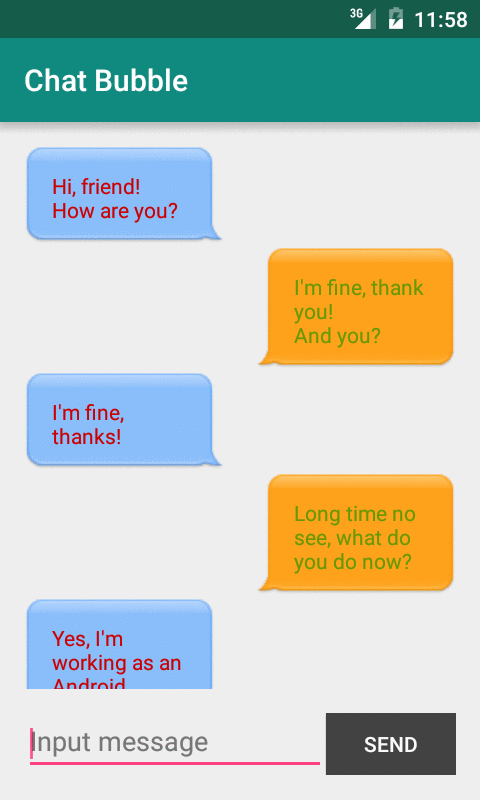 3G 11:58
Chat Bubble
Hi, friend!
How are you?
I'm fine, thank
you!
And you?
I'm fine,
thanks!
Long time no
see, what do
you do now?
Yes, I'm
working as an
Android
Input message
SEND